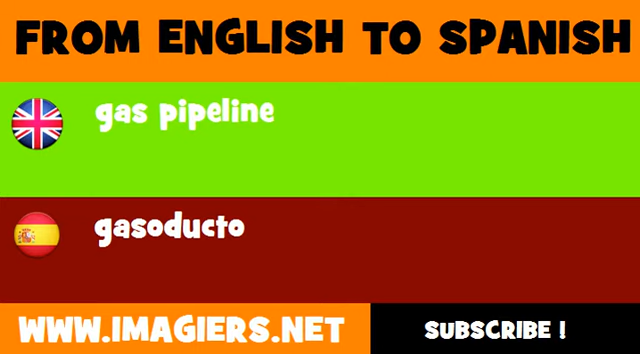 FROM ENGLISH TO SPANISH
gas pipeline
gasoducto
WWW.IMAGIERS.NET
SUBSCRIBE !